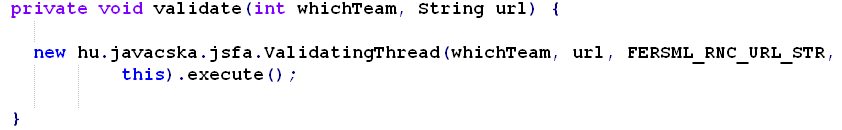 private void validate(int whichTeam, String url) {
new hu.javacska.jsfa.ValidatingThread(whichTeam, url, FERSML_RNC_URL_STR,
this).execute();
}